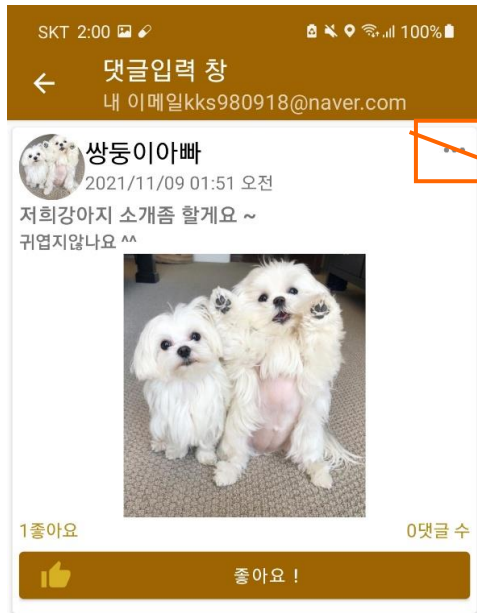 SKT 2:00 100%
댓글입력 창
내 이메일kks980918@naver.com
쌍둥이아빠
2021/11/09 01:51 오전
저희강아지 소개좀 할게요 ~
귀엽지않나요 ^^
1좋아요 0댓글 수
좋아요 !